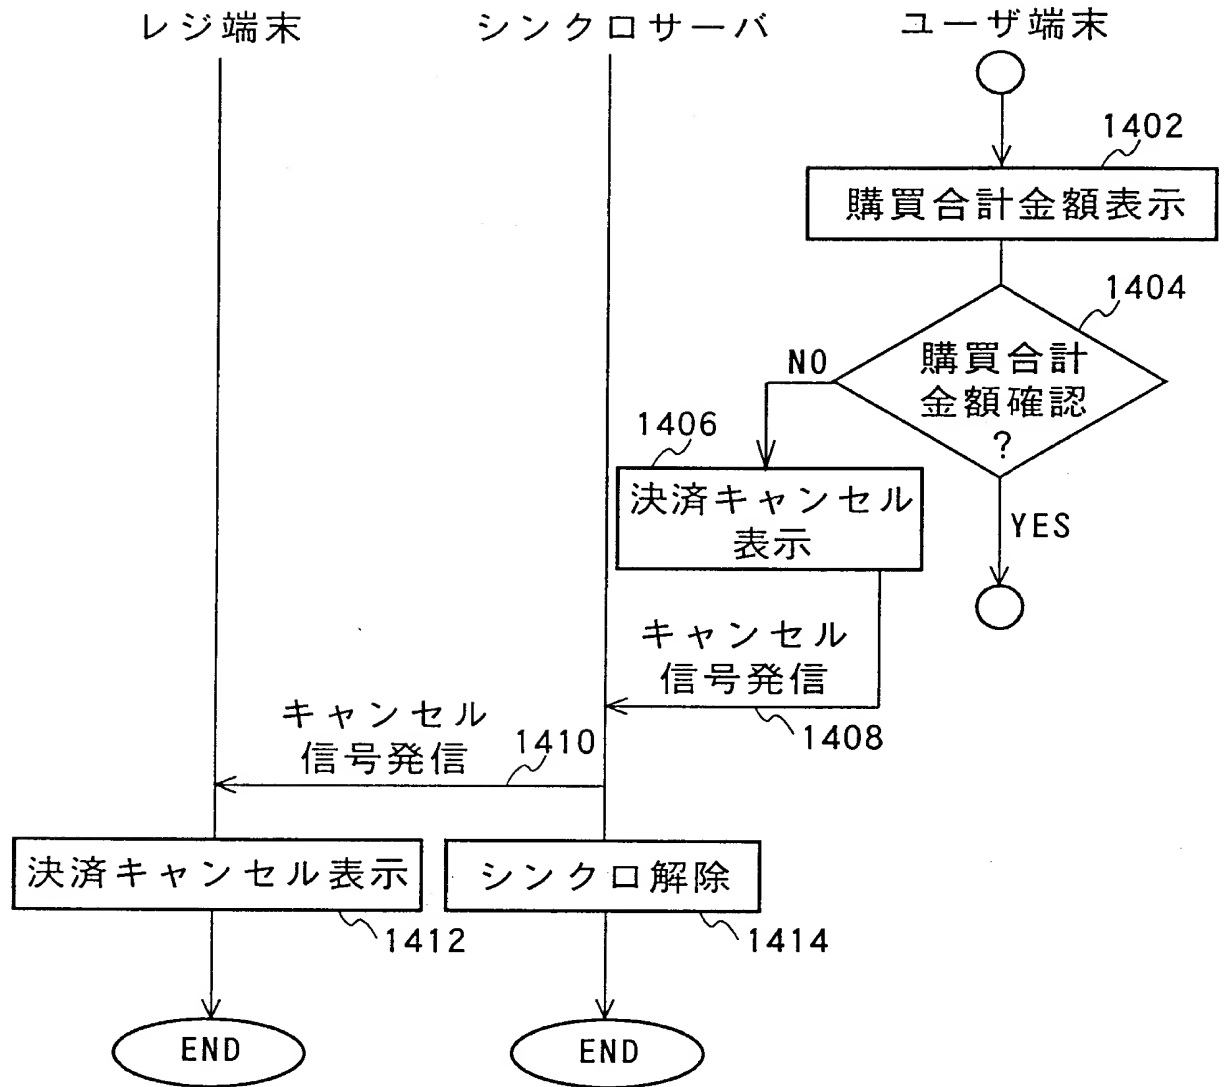 レジ端末
シンクロサーバ
ユーザ端末
1402
購買合計金額表示
1404
購買合計
金額確認
?
NO
YES
1406
決済キャンセル
表示
キャンセル
信号発信
1408
キャンセル
信号発信
1410
決済キャンセル表示
1412
シンクロ解除
1414
END
END